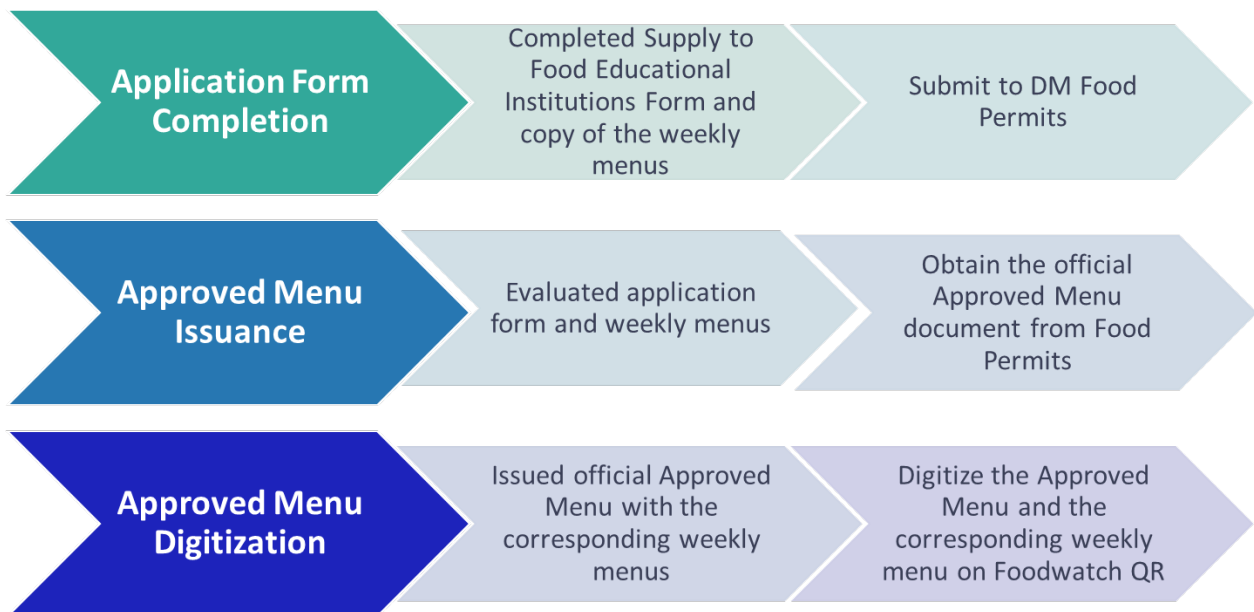 Application Form
Completion
Completed Supply to
Food Educational
Institutions Form and
copy of the weekly
menus
Submit to DM Food
Permits
Approved Menu
Issuance
Evaluated application
form and weekly menus
Obtain the official
Approved Menu
document from Food
Permits
Approved Menu
Digitization
Issued official Approved
Menu with the
corresponding weekly
menus
Digitize the Approved
Menu and the
corresponding weekly
menu on Foodwatch QR